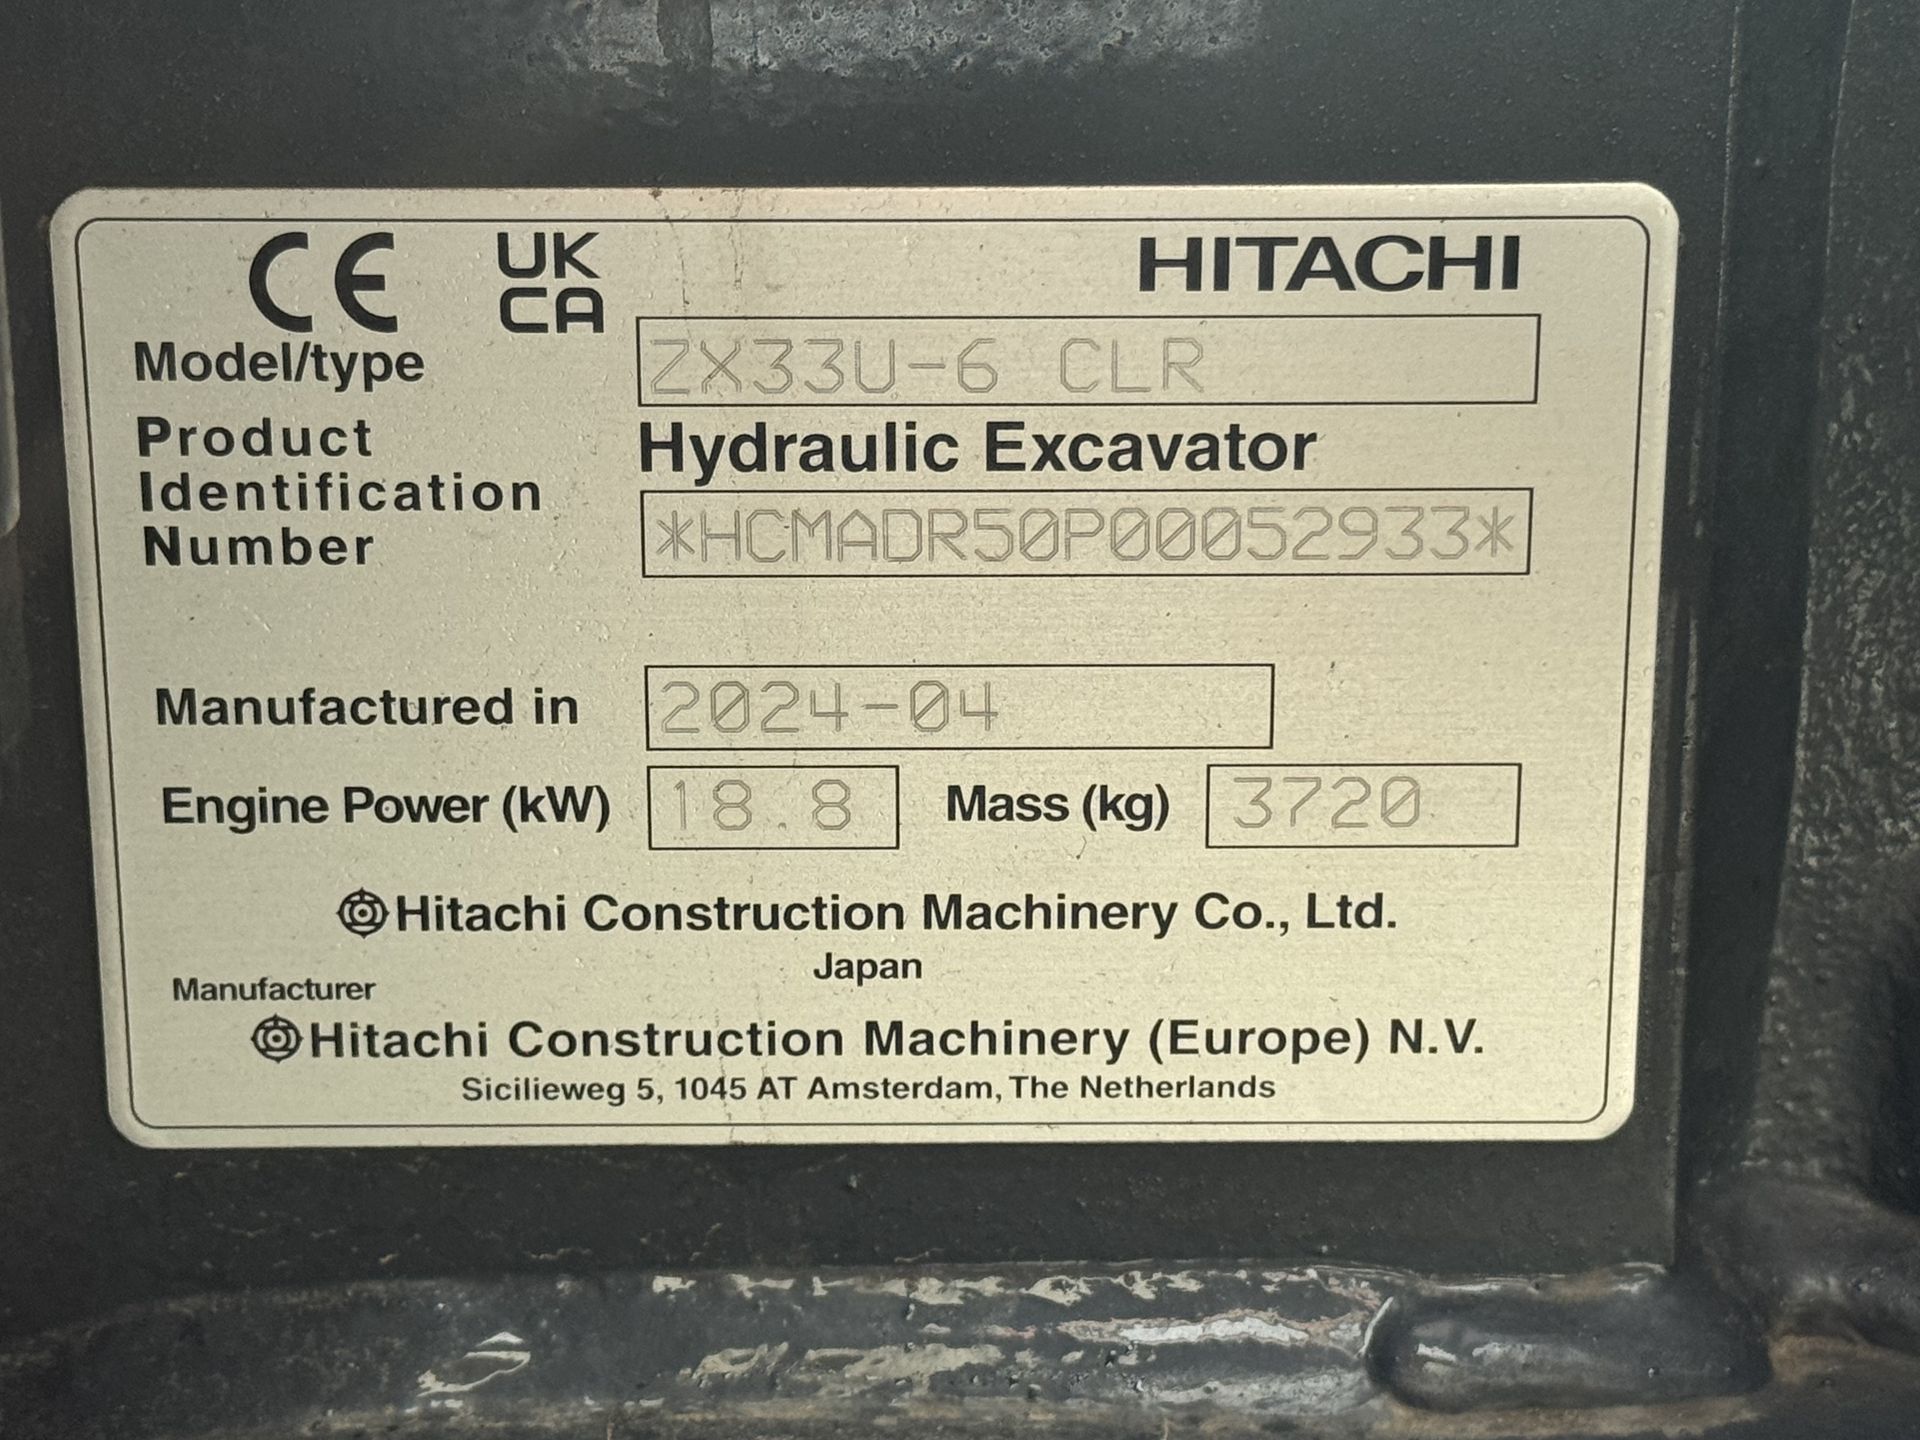 CE UK CA HITACHI
Model/type ZX33U-6 CLR
Product Identification Number Hydraulic Excavator
*HCMADR50P00052933*
Manufactured in 2024-04
Engine Power (kW) 18.8 Mass (kg) 3720
Hitachi Construction Machinery Co., Ltd.
Japan
Manufacturer
Hitachi Construction Machinery (Europe) N.V.
Sicilieweg 5, 1045 AT Amsterdam, The Netherlands